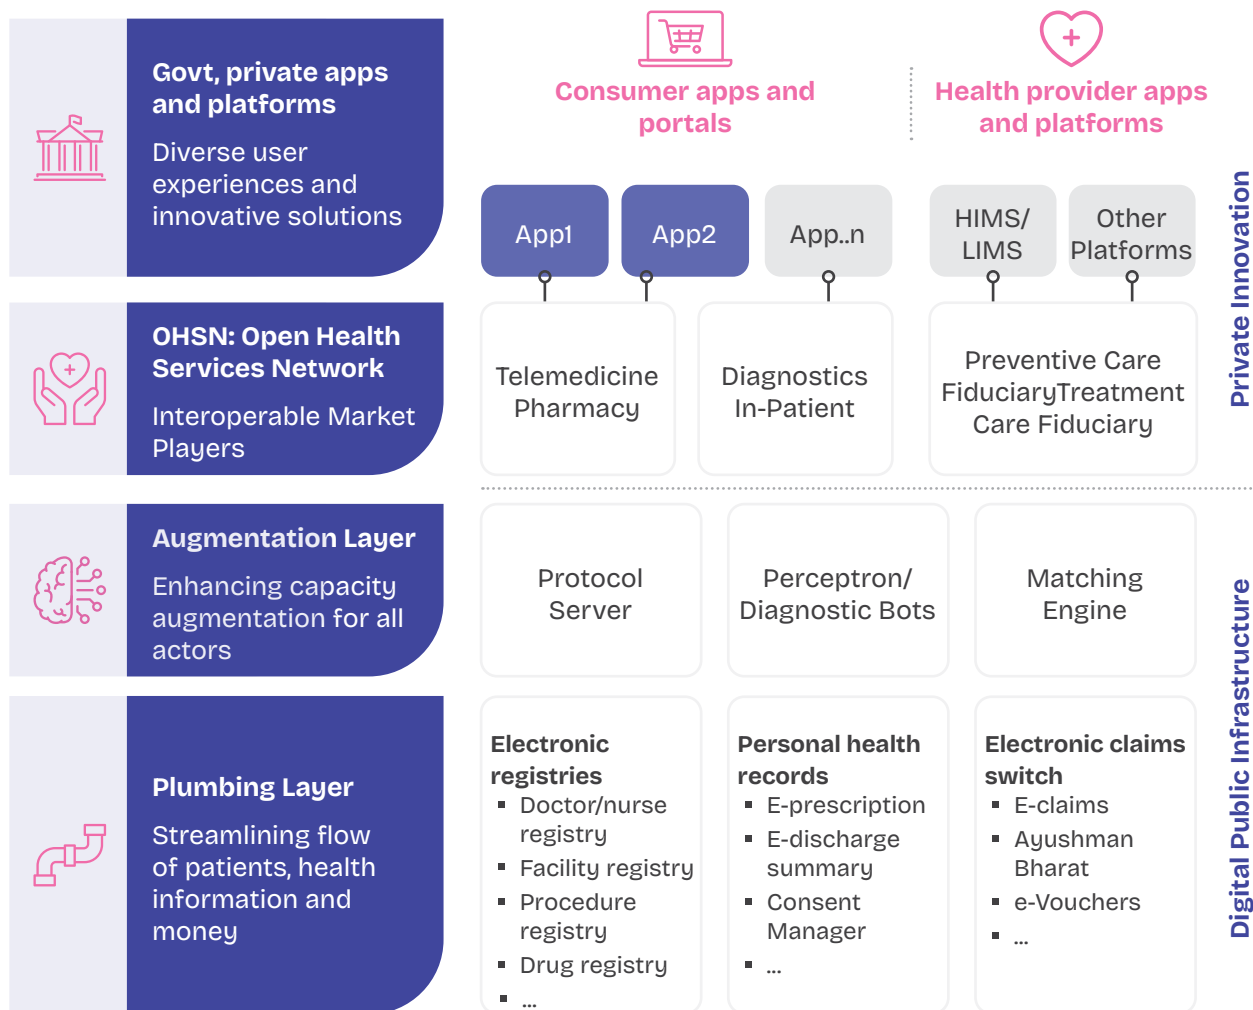 Govt, private apps
and platforms
Diverse user
experiences and
innovative solutions
Consumer apps and
portals
Health provider apps
and platforms
App1
App2
App..n
HIMS/
LIMS
Other
Platforms
Private Innovation
OHSN: Open Health
Services Network
Interoperable Market
Players
Telemedicine
Pharmacy
Diagnostics
In-Patient
Preventive Care
FiduciaryTreatment
Care Fiduciary
Augmentation Layer
Enhancing capacity
augmentation for all
actors
Protocol
Server
Perceptron/
Diagnostic Bots
Matching
Engine
Digital Public Infrastructure
Plumbing Layer
Streamlining flow
of patients, health
information and
money
Electronic
registries
▪ Doctor/nurse
registry
▪ Facility registry
▪ Procedure
registry
▪ Drug registry
▪ ...
Personal health
records
▪ E-prescription
▪ E-discharge
summary
▪ Consent
Manager
▪ ...
Electronic claims
switch
▪ E-claims
▪ Ayushman
Bharat
▪ e-Vouchers
▪ ...